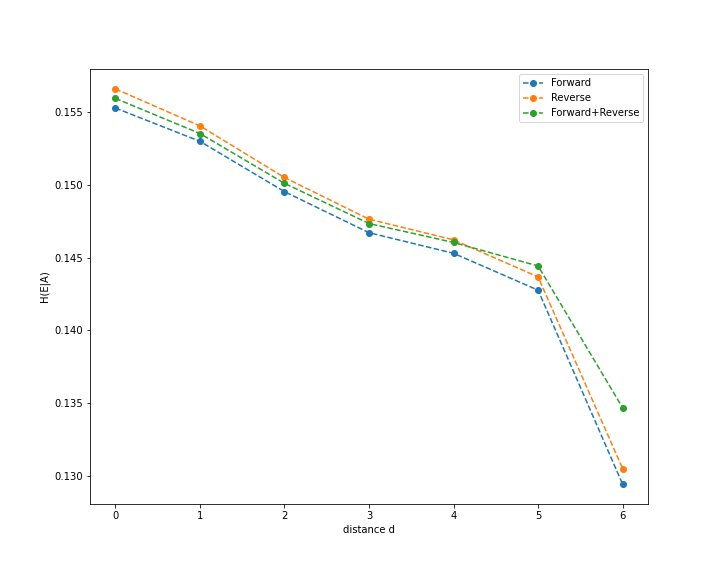 Forward
Reverse
Forward+Reverse
0.155
0.150
0.145
0.140
0.135
0.130
H(E|A)
0 1 2 3 4 5 6
distance d